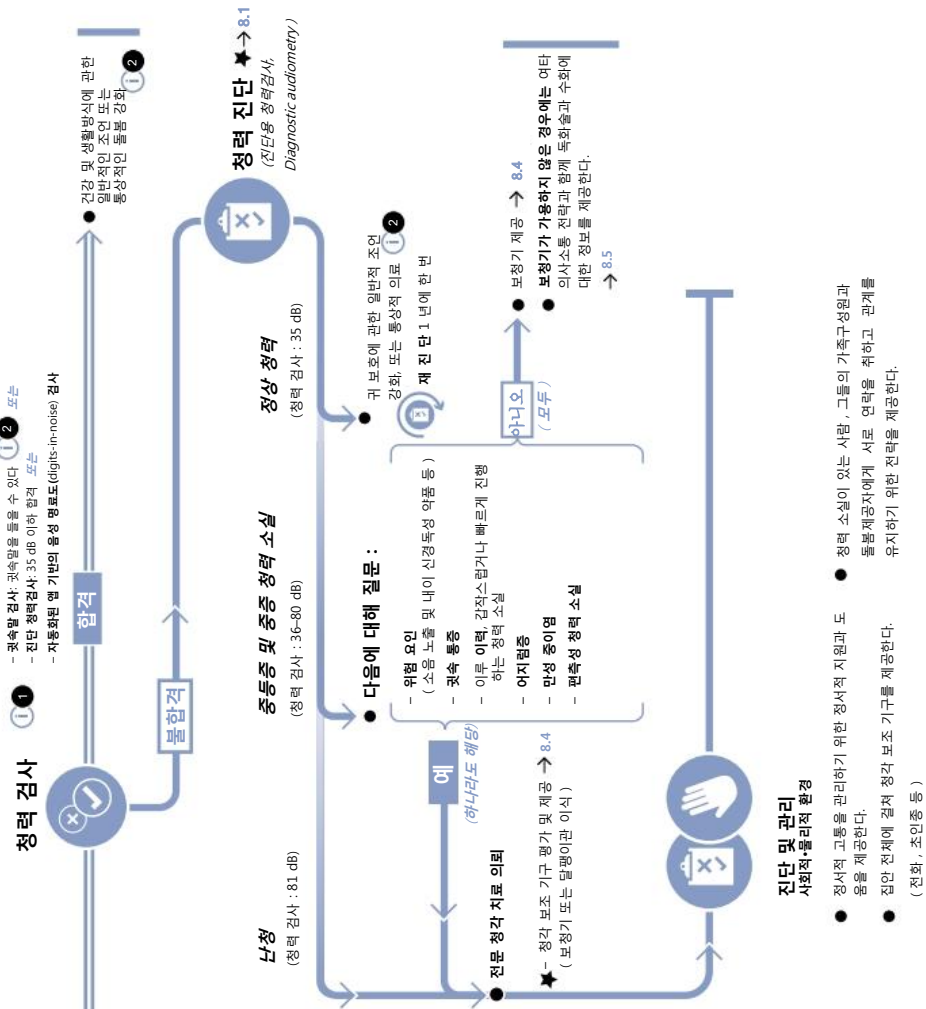 청력 검사
i 1
– 귓속말 검사: 귓속말을 들을 수 있다 i 2 또는
– 진단 청력검사: 35 dB 이하 합격 또는
– 자동화된 앱 기반의 음성 명료도(digits-in-noise) 검사
합격
● 건강 및 생활방식에 관한
일반적인 조언 또는
통상적인 돌봄 강화 i 2
불합격
청력 진단 ★→ 8.1
(진단용 청력검사,
Diagnostic audiometry )
난청
(청력 검사 : 81 dB)
중등증 및 중증 청력 소실
(청력 검사 : 36–80 dB)
정상 청력
(청력 검사 : 35 dB)
● 귀 보호에 관한 일반적 조언
강화, 또는 통상적 의료 i 2
재 진 단 1 년에 한 번
● 다음에 대해 질문 :
– 위험 요인
( 소음 노출 및 내이 신경독성 약품 등 )
– 귓속 통증
– 이루 이력, 갑작스럽거나 빠르게 진행
하는 청력 소실
– 어지럼증
– 만성 중이염
– 편측성 청력 소실
예
(하나라도 해당)
아니오
( 모두 )
● 보청기 제공 → 8.4
● 보청기가 가용하지 않은 경우에는 여타
의사소통 전략과 함께 독화술과 수화에
대한 정보를 제공한다.
→ 8.5
● 전문 청각 치료 의뢰
★ – 청각 보조 기구 평가 및 제공 → 8.4
( 보청기 또는 달팽이관 이식 )
진단 및 관리
사회적•물리적 환경
● 정서적 고통을 관리하기 위한 정서적 지원과 도
움을 제공한다.
● 집안 전체에 걸쳐 청각 보조 기구를 제공한다.
( 전화 , 초인종 등 )
● 청력 소실이 있는 사람 , 그들의 가족구성원과
돌봄제공자에게 서로 연락을 취하고 관계를
유지하기 위한 전략을 제공한다.